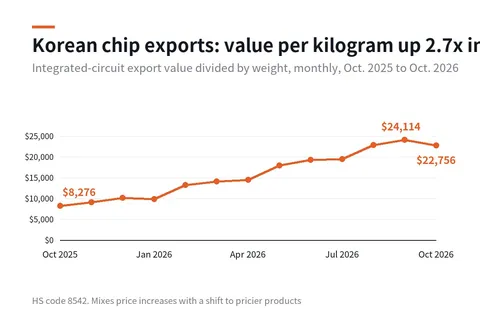 Korean chip exports: value per kilogram up 2.7x in
Integrated-circuit export value divided by weight, monthly, Oct. 2025 to Oct. 2026
$24,114
$25,000
$20,000
$22,756
$15,000
$8,276
$10,000
$5,000
$0
Oct 2025 Jan 2026 Apr 2026 Jul 2026 Oct 2026
HS code 8542. Mixes price increases with a shift to pricier products